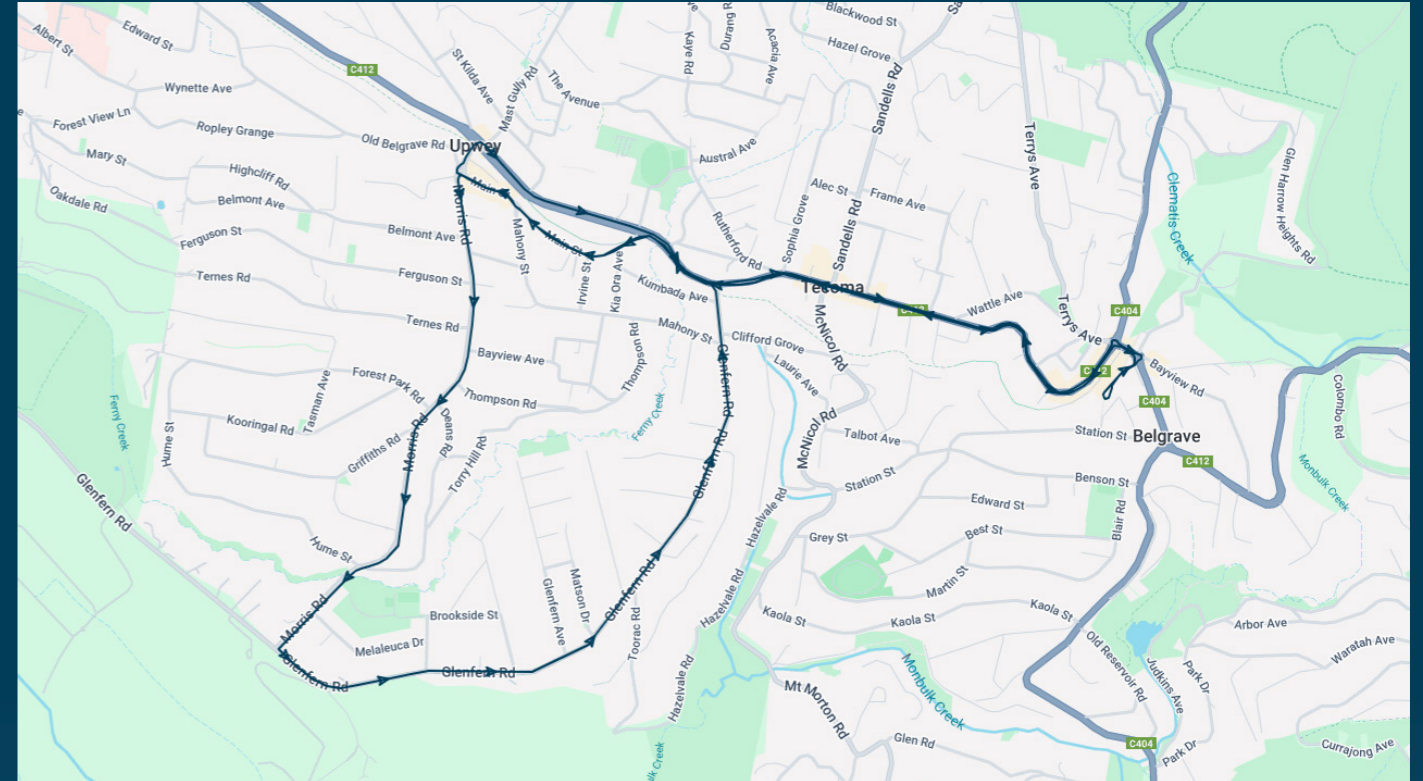 Blackwood St
Edward St
Albert St
Kaye Rd
Acacia Ave
Hazel Grove
C412
St Kilda Ave
Mast Gully Rd
The Avenue
Wynette Ave
Sandells Rd
Forest View Ln
Ropley Grange
Old Belgrave Rd
Upwey
Terrys Ave
Mary St
Austral Ave
Glen Harrow Heights Rd
Highcliff Rd
Main St
Alec St
Frame Ave
Clematis Creek
Oakdale Rd
Belmont Ave
Morris Rd
Rutherford Rd
Sophia Grove
Sandells Rd
Ferguson St
Belmont Ave
Mahony St
Main St
Ternes Rd
Ferguson St
Irvine St
Kia Ora Ave
Kumbada Ave
Tecoma
Wattle Ave
Terrys Ave
C404
Ternes Rd
Mahony St
Clifford Grove
McNicol Rd
Bayview Ave
Thompson Rd
Glenfern Rd
Laurie Ave
C412
Bayview Rd
Forest Park Rd
Thompson Rd
C404
Colombo Rd
Ferny Creek
Tasman Ave
Kooringal Rd
Hume St
Deans Rd
Ferny Creek
McNicol Rd
Talbot Ave
Station St
Belgrave
Griffiths Rd
Morris Rd
Torry Hill Rd
Glenfern Rd
Station St
C412
Benson St
Monbulk Creek
Glenfern Rd
Hazelvale Rd
Edward St
Blair Rd
Hume St
Grey St
Best St
Glenfern Rd
Matson Dr
Glenfern Ave
Martin St
Hazelvale Rd
Morris Rd
Brookside St
Toorac Rd
Kaola St
Kaola St
Kaola St
Arbor Ave
Melaleuca Dr
Old Reservoir Rd
Waratah Ave
Glenfern Rd
Glenfern Rd
Hazelvale Rd
Monbulk Creek
Judkins Ave
Park Dr
Mt Morton Rd
Glen Rd
C404
Park Dr
Currajong Ave